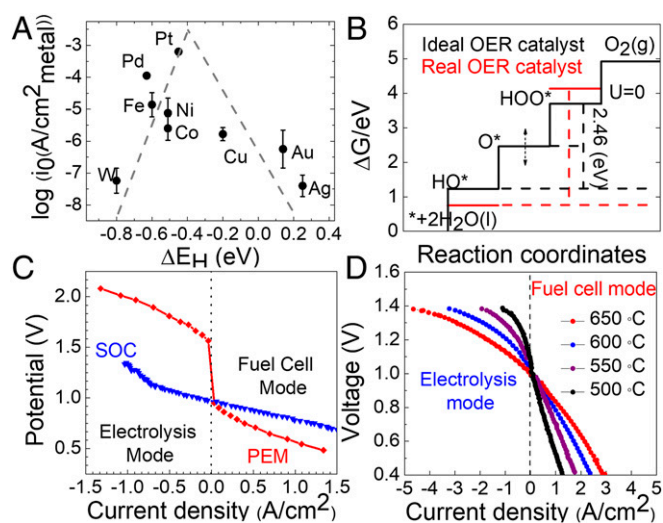 A
log (i0(A/cm2metal))
-3
-4
-5
-6
-7
-8
Pt
Pd
Fe
Ni
Co
Cu
Au
W
Ag
-0.8 -0.6 -0.4 -0.2 0.0 0.2 0.4
ΔEH (eV)
B
ΔG/eV
6
5
4
3
2
1
0
Ideal OER catalyst
Real OER catalyst
O2(g)
U=0
HOO*
O*
2.46 (eV)
HO*
*+2H2O(l)
Reaction coordinates
C
Potential (V)
2.0
1.5
1.0
0.5
SOC
Fuel Cell
Mode
Electrolysis
Mode
PEM
-1.0 -0.5 0.0 0.5 1.0 1.5
Current density (A/cm2)
D
Voltage (V)
1.6
1.4
1.2
1.0
0.8
0.6
0.4
Fuel cell mode
650 °C
600 °C
550 °C
500 °C
Electrolysis
mode
-5 -4 -3 -2 -1 0 1 2 3 4 5
Current density (A/cm2)